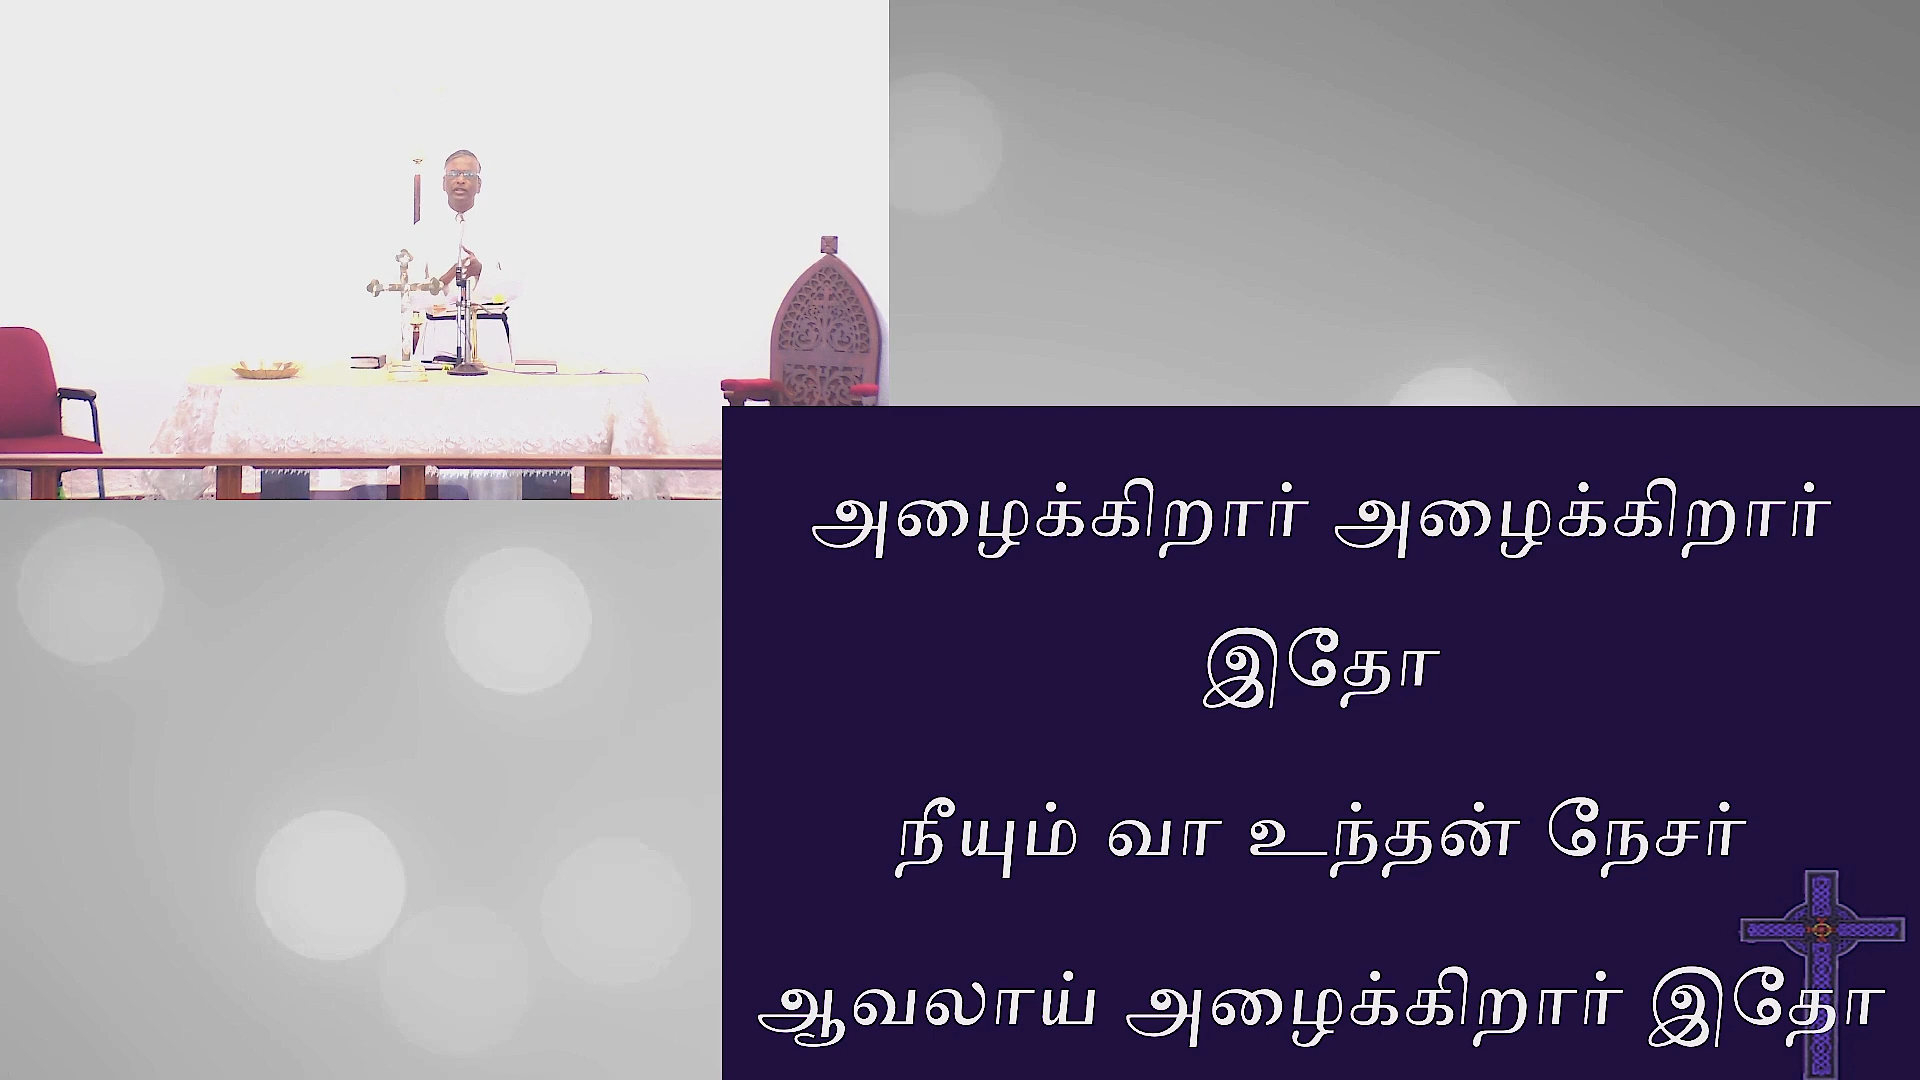 அழைக்கிறார் அழைக்கிறார்
இதோ
நீயும் வா உந்தன் நேசர்
ஆவலாய் அழைக்கிறார் இதோ